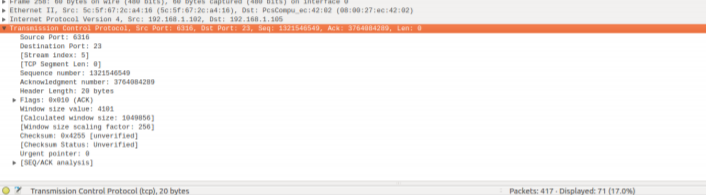 Frame 258: 60 bytes on wire (480 bits), 60 bytes captured (480 bits) on interface 0
Ethernet II, Src: 5c:5f:67:2c:a4:16 (5c:5f:67:2c:a4:16), Dst: PcsCompu_ec:42:02 (08:00:27:ec:42:02)
Internet Protocol Version 4, Src: 192.168.1.102, Dst: 192.168.1.105
Transmission Control Protocol, Src Port: 6316, Dst Port: 23, Seq: 1321546549, Ack: 3764084289, Len: 0
Source Port: 6316
Destination Port: 23
[Stream index: 5]
[TCP Segment Len: 0]
Sequence number: 1321546549
Acknowledgment number: 3764084289
Header Length: 20 bytes
Flags: 0x010 (ACK)
Window size value: 4101
[Calculated window size: 1049856]
[Window size scaling factor: 256]
Checksum: 0x4255 [unverified]
[Checksum Status: Unverified]
Urgent pointer: 0
[SEQ/ACK analysis]
Transmission Control Protocol (tcp), 20 bytes
Packets: 417 · Displayed: 71 (17.0%)